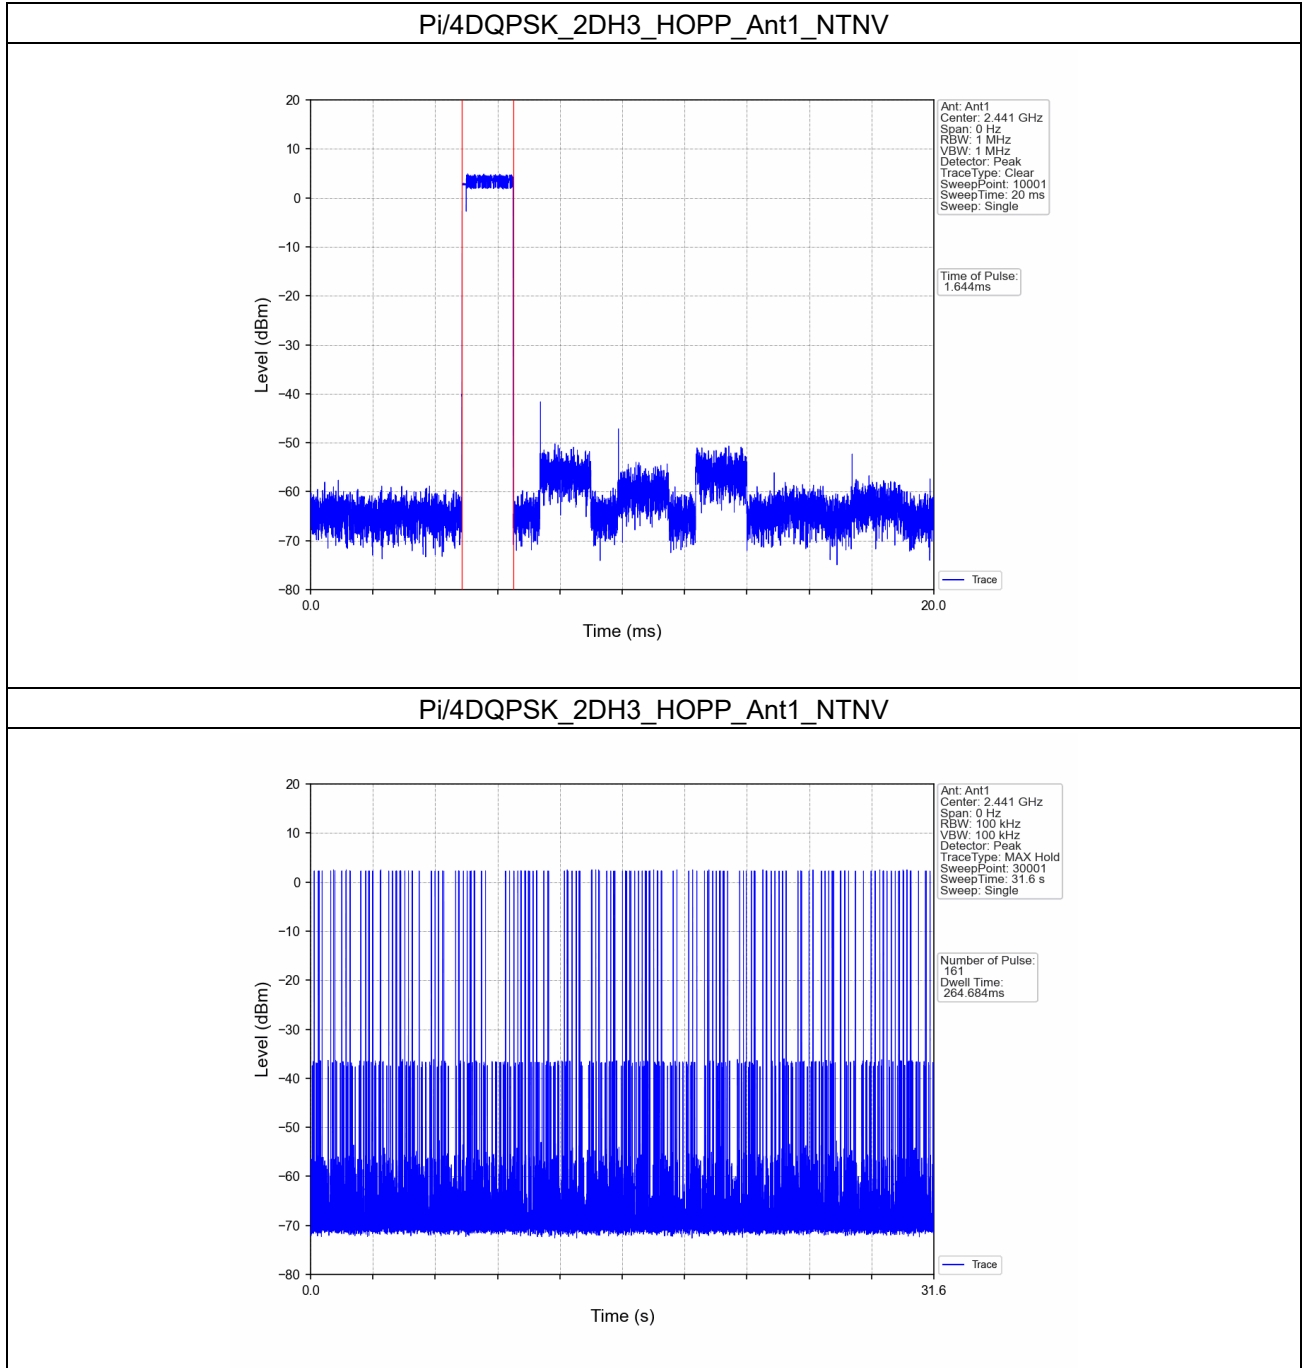 Pi/4DQPSK_2DH3_HOPP_Ant1_NTNV
20
10
0
−10
−20
−30
−40
−50
−60
−70
−80
Level (dBm)
0.0
20.0
Time (ms)
Ant: Ant1
Center: 2.441 GHz
Span: 0 Hz
RBW: 1 MHz
VBW: 1 MHz
Detector: Peak
TraceType: Clear
SweepPoint: 10001
SweepTime: 20 ms
Sweep: Single
Time of Pulse:
1.644ms
Trace
Pi/4DQPSK_2DH3_HOPP_Ant1_NTNV
20
10
0
−10
−20
−30
−40
−50
−60
−70
−80
Level (dBm)
0.0
31.6
Time (s)
Ant: Ant1
Center: 2.441 GHz
Span: 0 Hz
RBW: 100 kHz
VBW: 100 kHz
Detector: Peak
TraceType: MAX Hold
SweepPoint: 30001
SweepTime: 31.6 s
Sweep: Single
Number of Pulse:
161
Dwell Time:
264.684ms
Trace